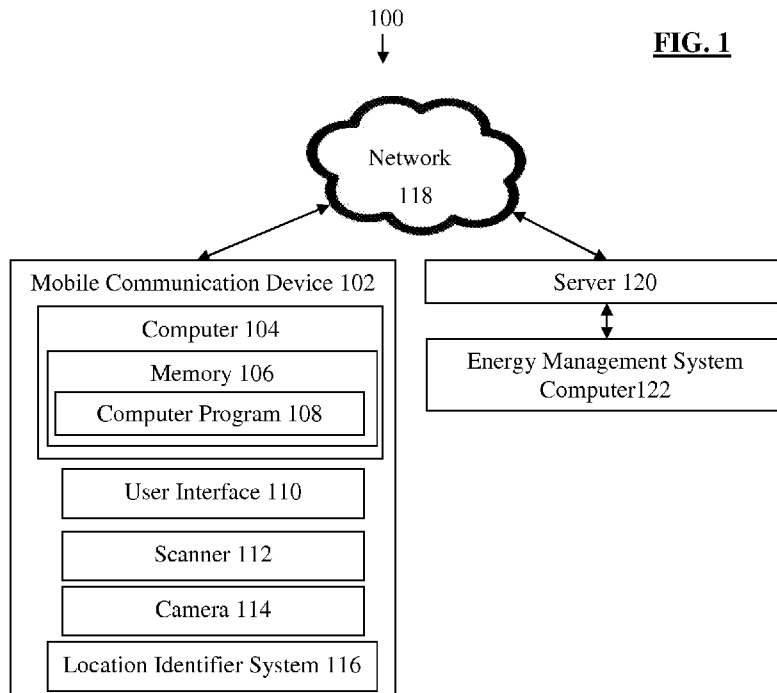 100
FIG. 1
Network
118
Mobile Communication Device 102
Computer 104
Memory 106
Computer Program 108
User Interface 110
Scanner 112
Camera 114
Location Identifier System 116
Server 120
Energy Management System
Computer122